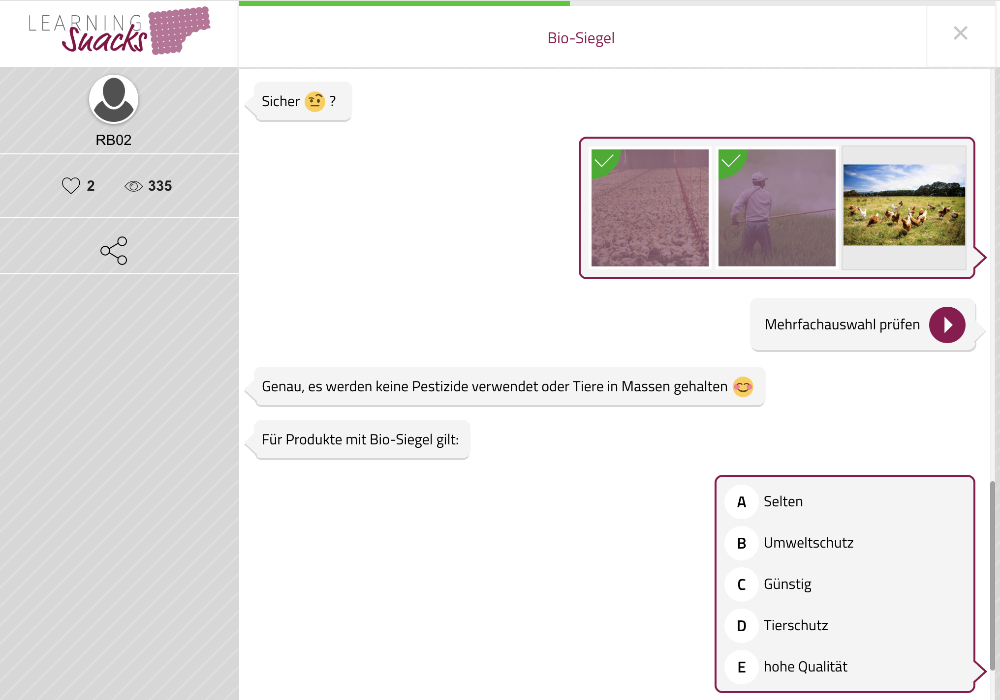 LEARNING
Snacks
Bio-Siegel
RB02
2 335
Sicher 🤨 ?
Mehrfachauswahl prüfen
Genau, es werden keine Pestizide verwendet oder Tiere in Massen gehalten 😊
Für Produkte mit Bio-Siegel gilt:
A Selten
B Umweltschutz
C Günstig
D Tierschutz
E hohe Qualität